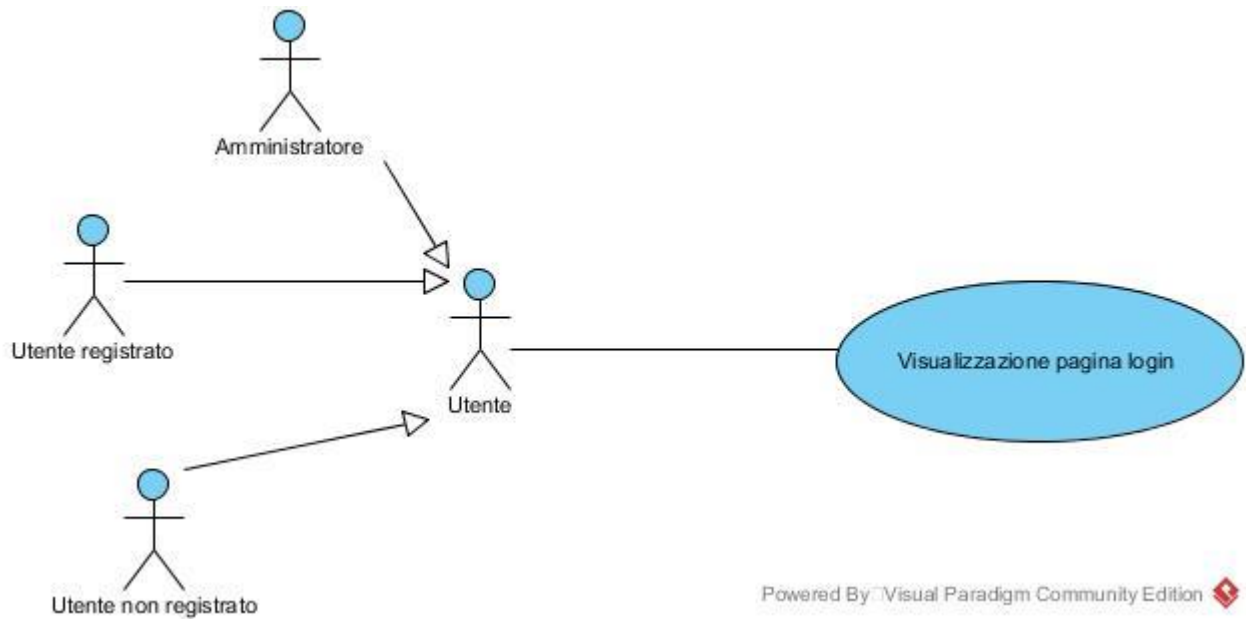 Amministratore
Utente registrato
Utente
Visualizzazione pagina login
Utente non registrato
Powered By Visual Paradigm Community Edition